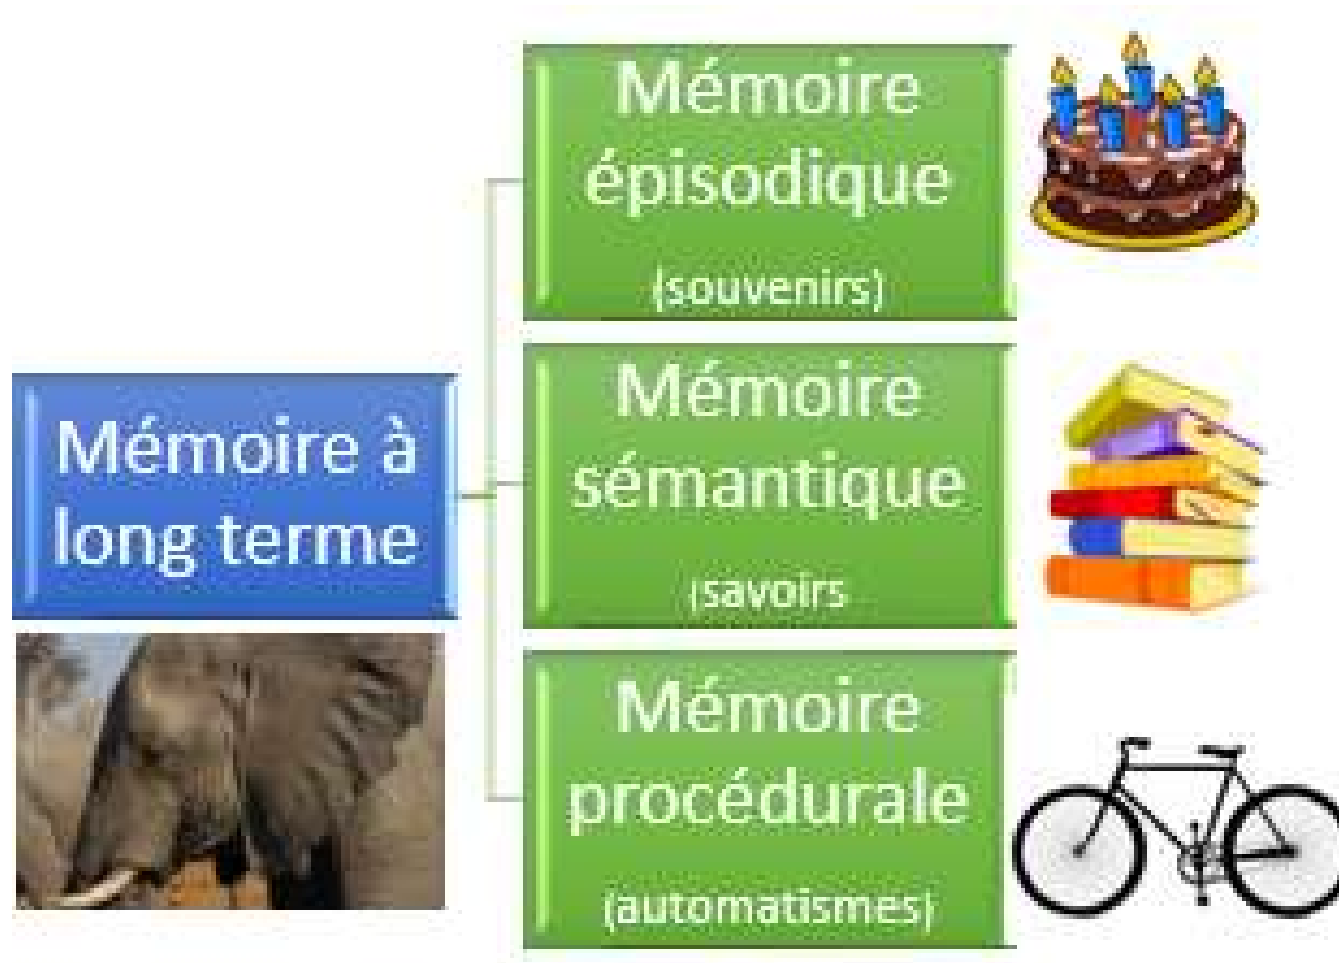 Mémoire
épisodique
(souvenirs)
Mémoire à
long terme
Mémoire
sémantique
(savoirs
Mémoire
procédurale
(automatismes)